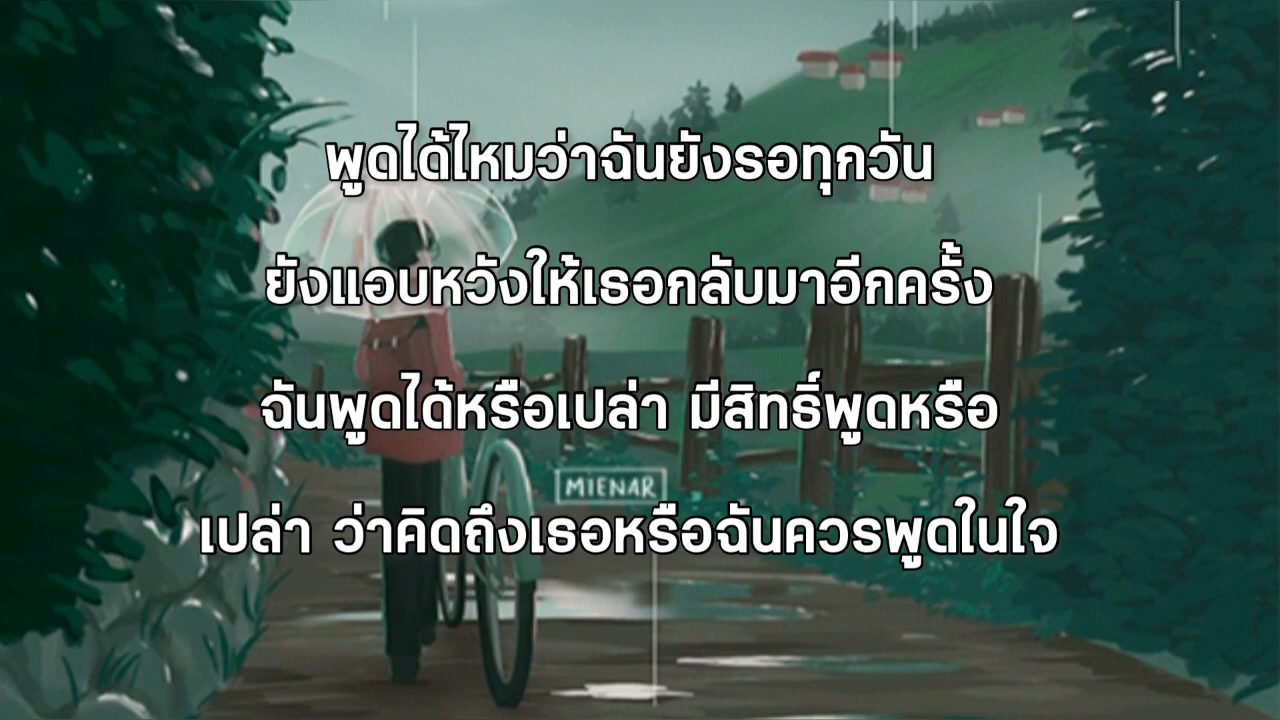 พูดได้ไหมว่าฉันยังรอทุกวัน
ยังแอบหวังให้เธอกลับมาอีกครั้ง
ฉันพูดได้หรือเปล่า มีสิทธิ์พูดหรือ
MIENAR
เปล่า ว่าคิดถึงเธอหรือฉันควรพูดในใจ